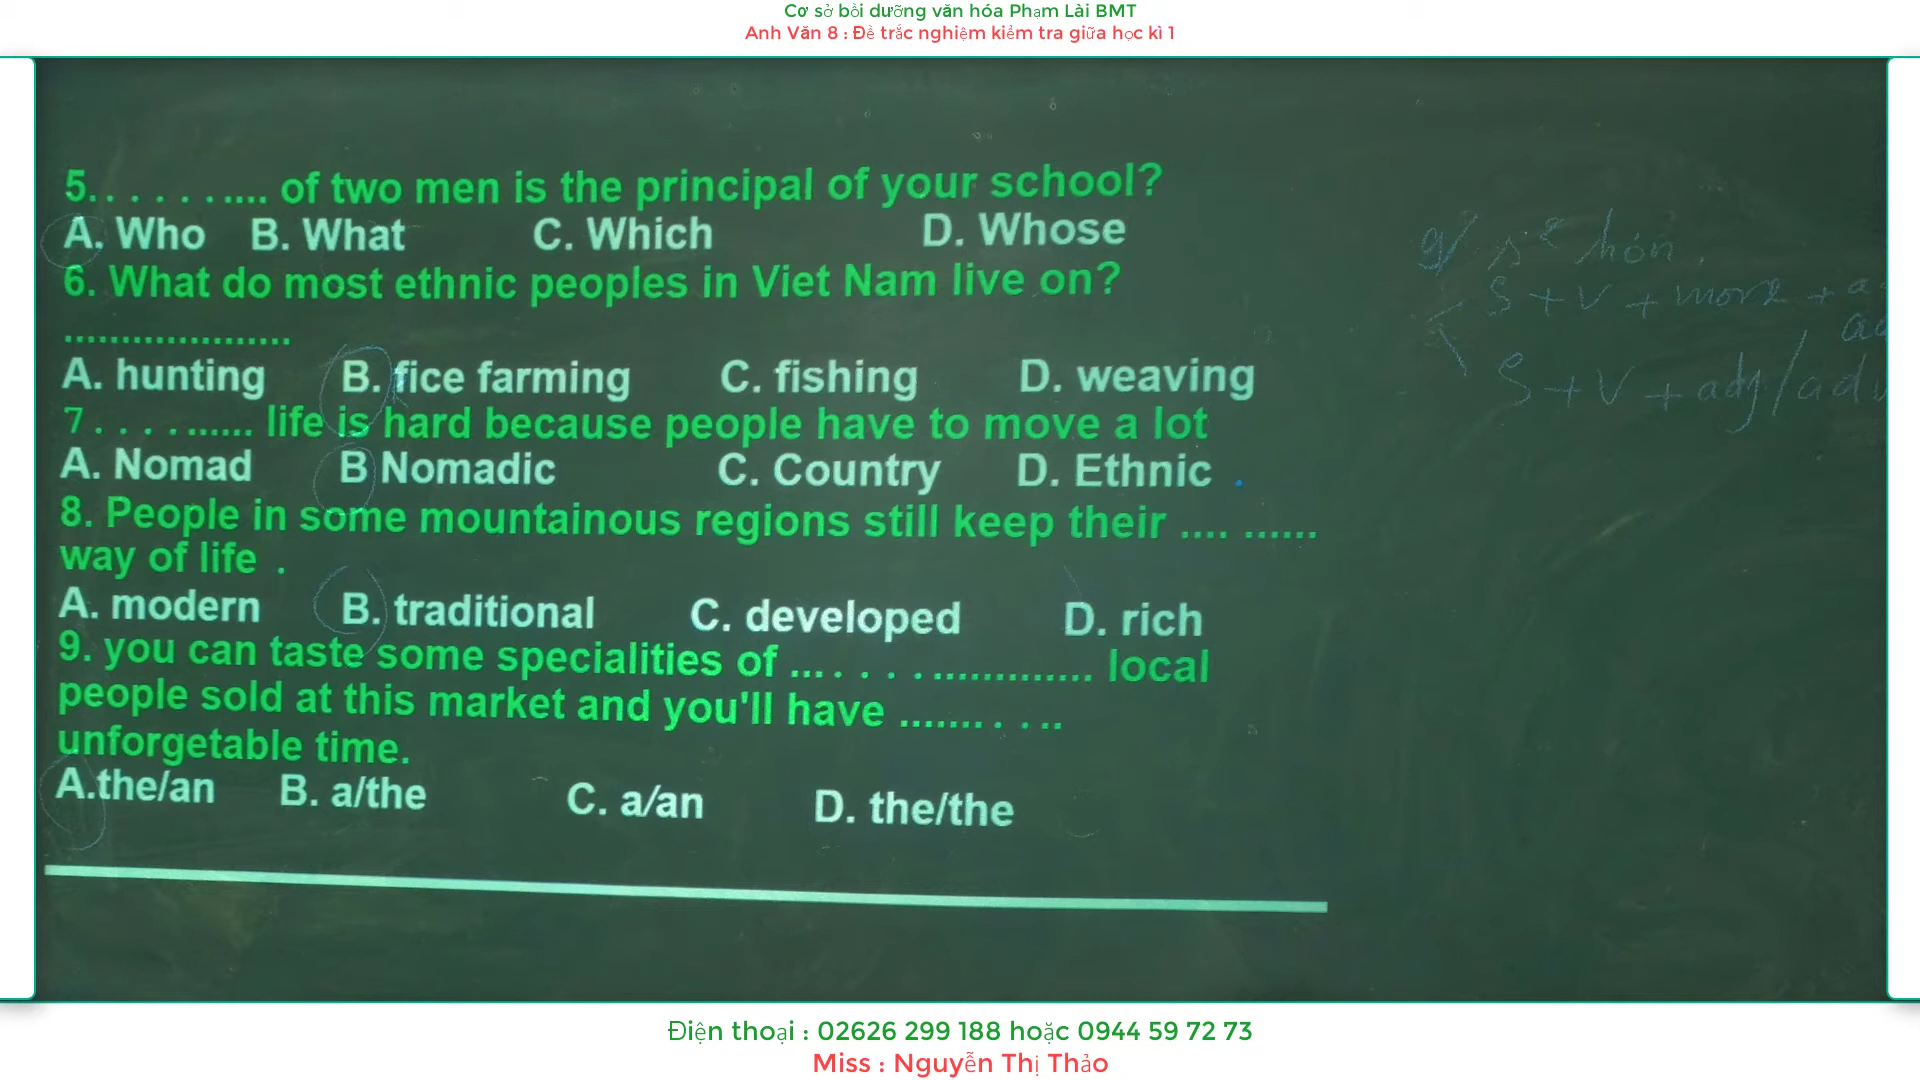 Cơ sở bồi dưỡng văn hóa Phạm Lài BMT
Anh Văn 8 : Đề trắc nghiệm kiểm tra giữa học kì 1
5. . . . . . .... of two men is the principal of your school?
A. Who B. What C. Which D. Whose
6. What do most ethnic peoples in Viet Nam live on?
....................
A. hunting B. fice farming C. fishing D. weaving
7 . . . . ....... life is hard because people have to move a lot
A. Nomad B Nomadic C. Country D. Ethnic .
8. People in some mountainous regions still keep their .... ......
way of life .
A. modern B. traditional C. developed D. rich
9. you can taste some specialities of ... . . . . .............. local
people sold at this market and you'll have ....... . . ..
unforgetable time.
A.the/an B. a/the C. a/an D. the/the
hơn.
S + V + more +
S + V + adj/adv
Điện thoại : 02626 299 188 hoặc 0944 59 72 73
Miss : Nguyễn Thị Thảo